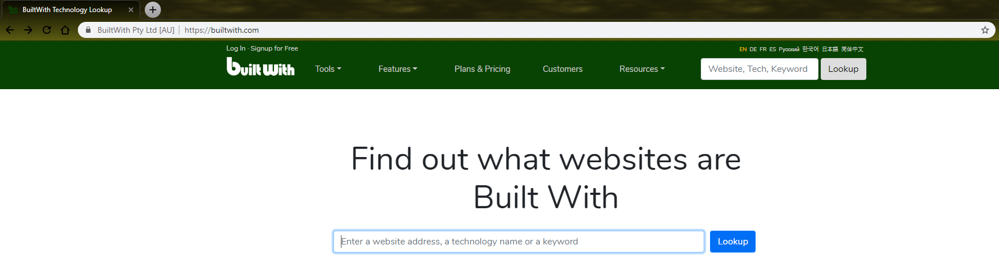 BuiltWith Technology Lookup
BuiltWith Pty Ltd [AU] | https://builtwith.com
Log In · Signup for Free
EN DE FR ES Русский 한국어 日本語 简体中文
built With
Tools
Features
Plans & Pricing
Customers
Resources
Website, Tech, Keyword
Lookup
Find out what websites are
Built With
Enter a website address, a technology name or a keyword
Lookup